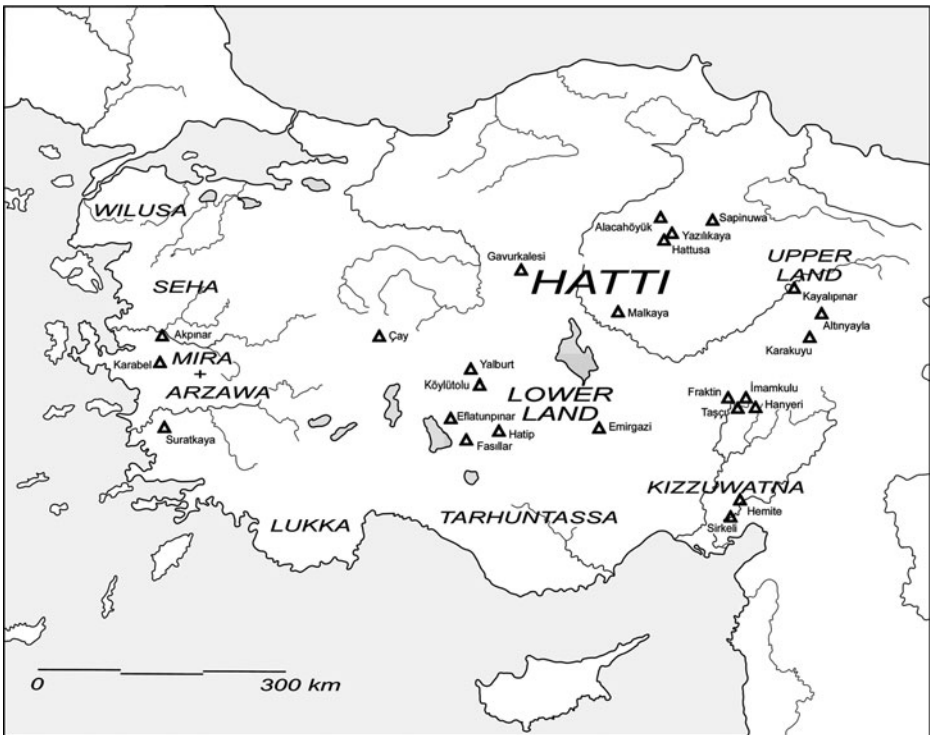 WILUSA
Alacahöyük
Sapinuwa
Yazılıkaya
Hattusa
UPPER
LAND
Gavurkalesi
HATTI
SEHA
Kayalıpınar
Malkaya
Altınyayla
Akpınar
Çay
Karakuyu
Karabel
MIRA
+
ARZAWA
Yalburt
Köylütolu
LOWER
LAND
Fraktin
İmamkulu
Taşçı
Hanyeri
Eflatunpınar
Hatip
Emirgazi
Suratkaya
Fasıllar
KIZZUWATNA
Hemite
Sirkeli
LUKKA
TARHUNTASSA
0
300 km